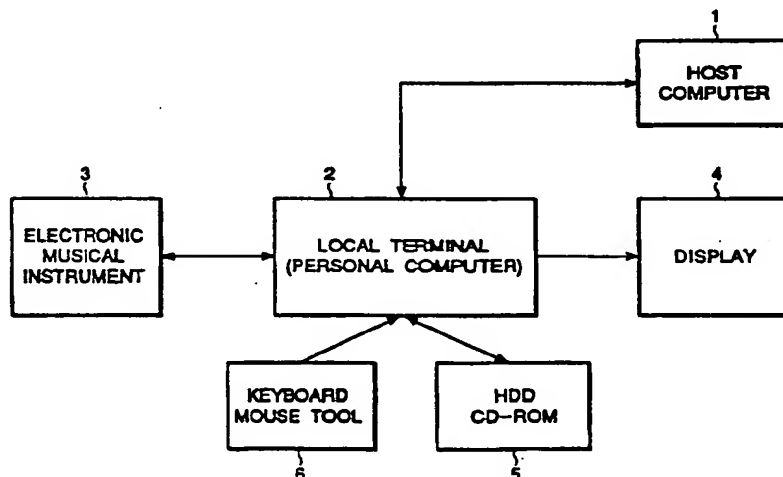 1
HOST
COMPUTER
3
2
4
ELECTRONIC
MUSICAL
INSTRUMENT
LOCAL TERMINAL
(PERSONAL COMPUTER)
DISPLAY
KEYBOARD
MOUSE TOOL
HDD
CD-ROM
6
5